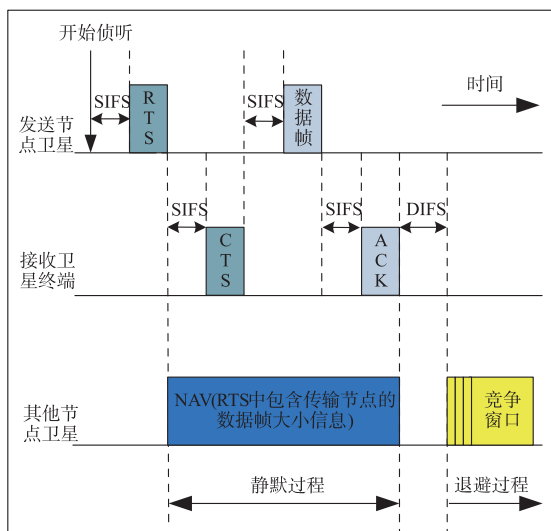 开始侦听
时间
SIFS
RTS
SIFS
数据帧
发送节
点卫星
SIFS
SIFS
DIFS
CTS
ACK
接收卫
星终端
NAV(RTS中包含传输节点的
数据帧大小信息)
竞争
窗口
其他节
点卫星
静默过程
退避过程